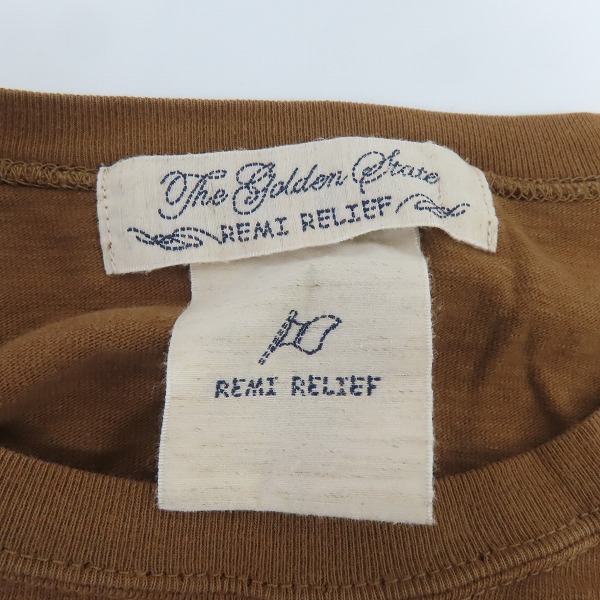 The Golden State
REMI RELIEF
REMI RELIEF